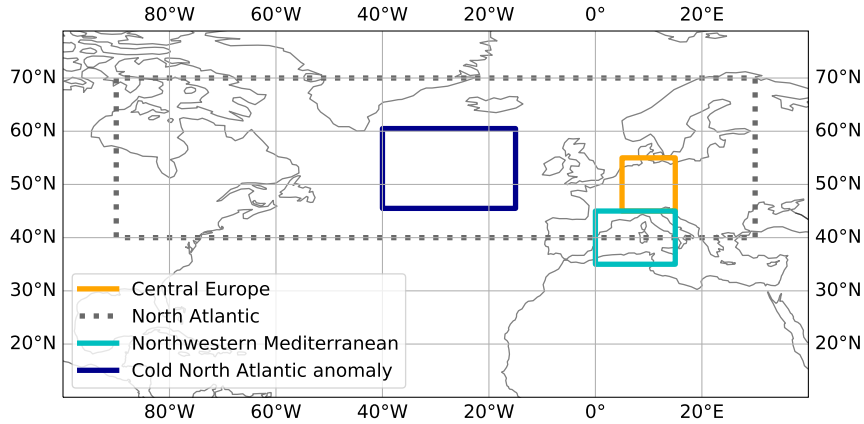 80°W 60°W 40°W 20°W 0° 20°E
70°N 70°N
60°N 60°N
50°N 50°N
40°N 40°N
30°N 30°N
20°N 20°N
Central Europe
North Atlantic
Northwestern Mediterranean
Cold North Atlantic anomaly
80°W 60°W 40°W 20°W 0° 20°E